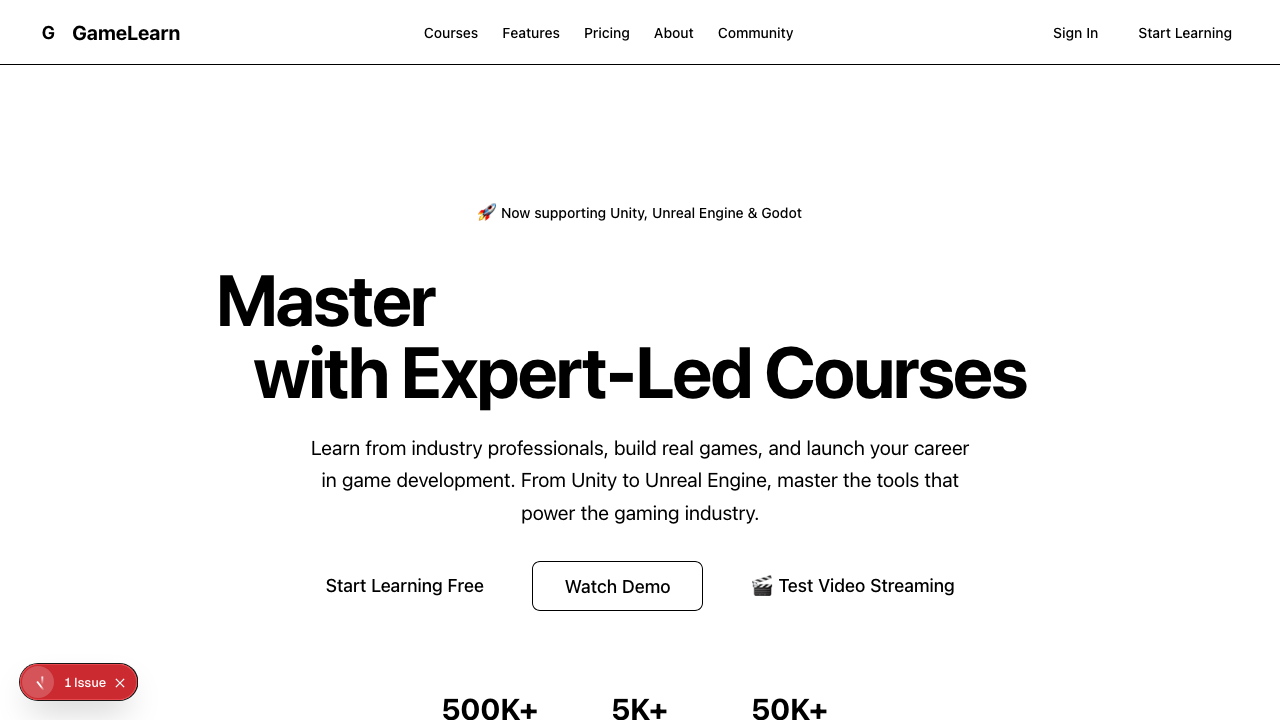 G GameLearn Courses Features Pricing About Community Sign In Start Learning
🚀 Now supporting Unity, Unreal Engine & Godot
Master
with Expert-Led Courses
Learn from industry professionals, build real games, and launch your career
in game development. From Unity to Unreal Engine, master the tools that
power the gaming industry.
Start Learning Free Watch Demo 🎬 Test Video Streaming
1 Issue
500K+ 5K+ 50K+